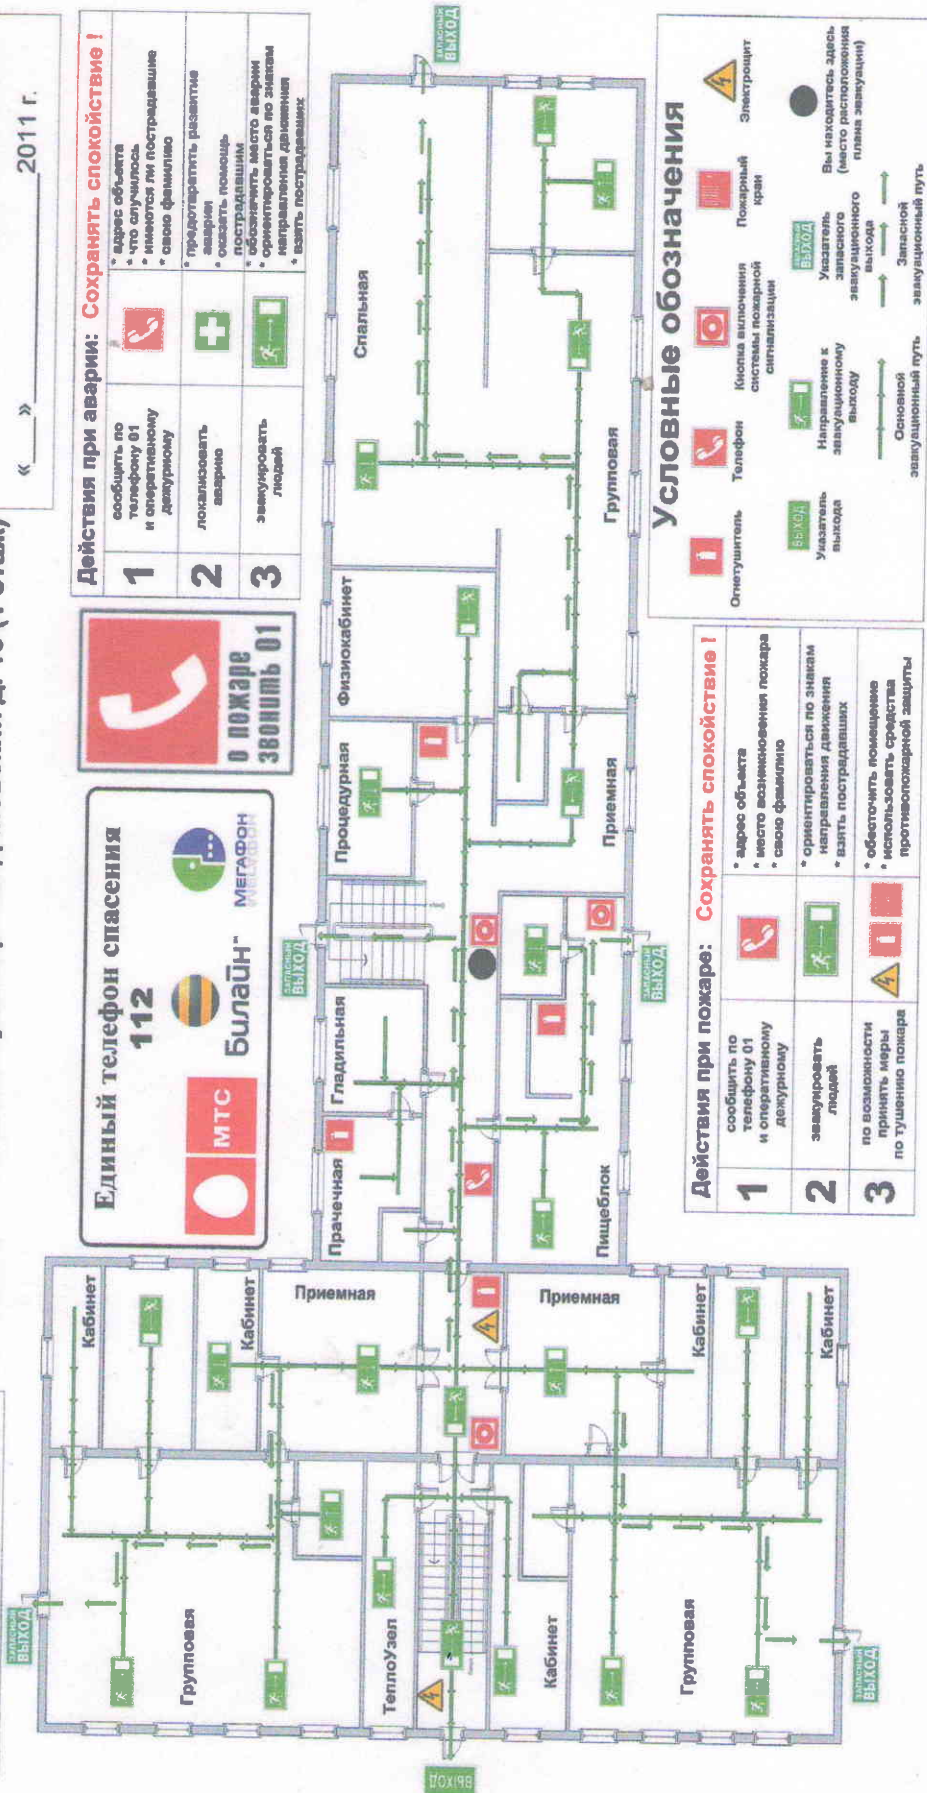 «___»__________2011 г.
Действия при аварии: Сохранять спокойствие !
1
сообщить по
телефону 01
и оперативному
дежурному
* адрес объекта
* что случилось
* имеются ли пострадавшие
* свою фамилию
2
локализовать
аварию
* предотвратить развитие
аварии
* оказать помощь
пострадавшим
3
эвакуировать
людей
* обозначить место аварии
* ориентироваться по знакам
направления движения
* взять пострадавших
О ПОЖАРЕ
ЗВОНИТЬ 01
Единый телефон спасения
112
МТС
Билайн
МЕГАФОН
Кабинет
Кабинет
Приемная
Групповая
ТеплоУзел
Кабинет
Групповая
Приемная
Кабинет
Кабинет
Прачечная
Гладильная
Процедурная
Физиокабинет
Спальная
Пищеблок
Приемная
Групповая
ВЫХОД
ЗАПАСНЫЙ
ВЫХОД
ЗАПАСНЫЙ
ВЫХОД
ЗАПАСНЫЙ
ВЫХОД
ЗАПАСНЫЙ
ВЫХОД
ЗАПАСНЫЙ
ВЫХОД
Действия при пожаре: Сохранять спокойствие !
1
сообщить по
телефону 01
и оперативному
дежурному
* адрес объекта
* место возникновения пожара
* свою фамилию
2
эвакуировать
людей
* ориентироваться по знакам
направления движения
* взять пострадавших
3
по возможности
принять меры
по тушению пожара
* обесточить помещение
* использовать средства
противопожарной защиты
Условные обозначения
Огнетушитель
Телефон
Кнопка включения
системы пожарной
сигнализации
Пожарный
кран
Электрощит
ВЫХОД
Указатель
выхода
Направление к
эвакуационному
выходу
ЗАПАСНЫЙ
ВЫХОД
Указатель
запасного
эвакуационного
выхода
Вы находитесь здесь
(место расположения
плана эвакуации)
Основной
эвакуационный путь
Запасной
эвакуационный путь